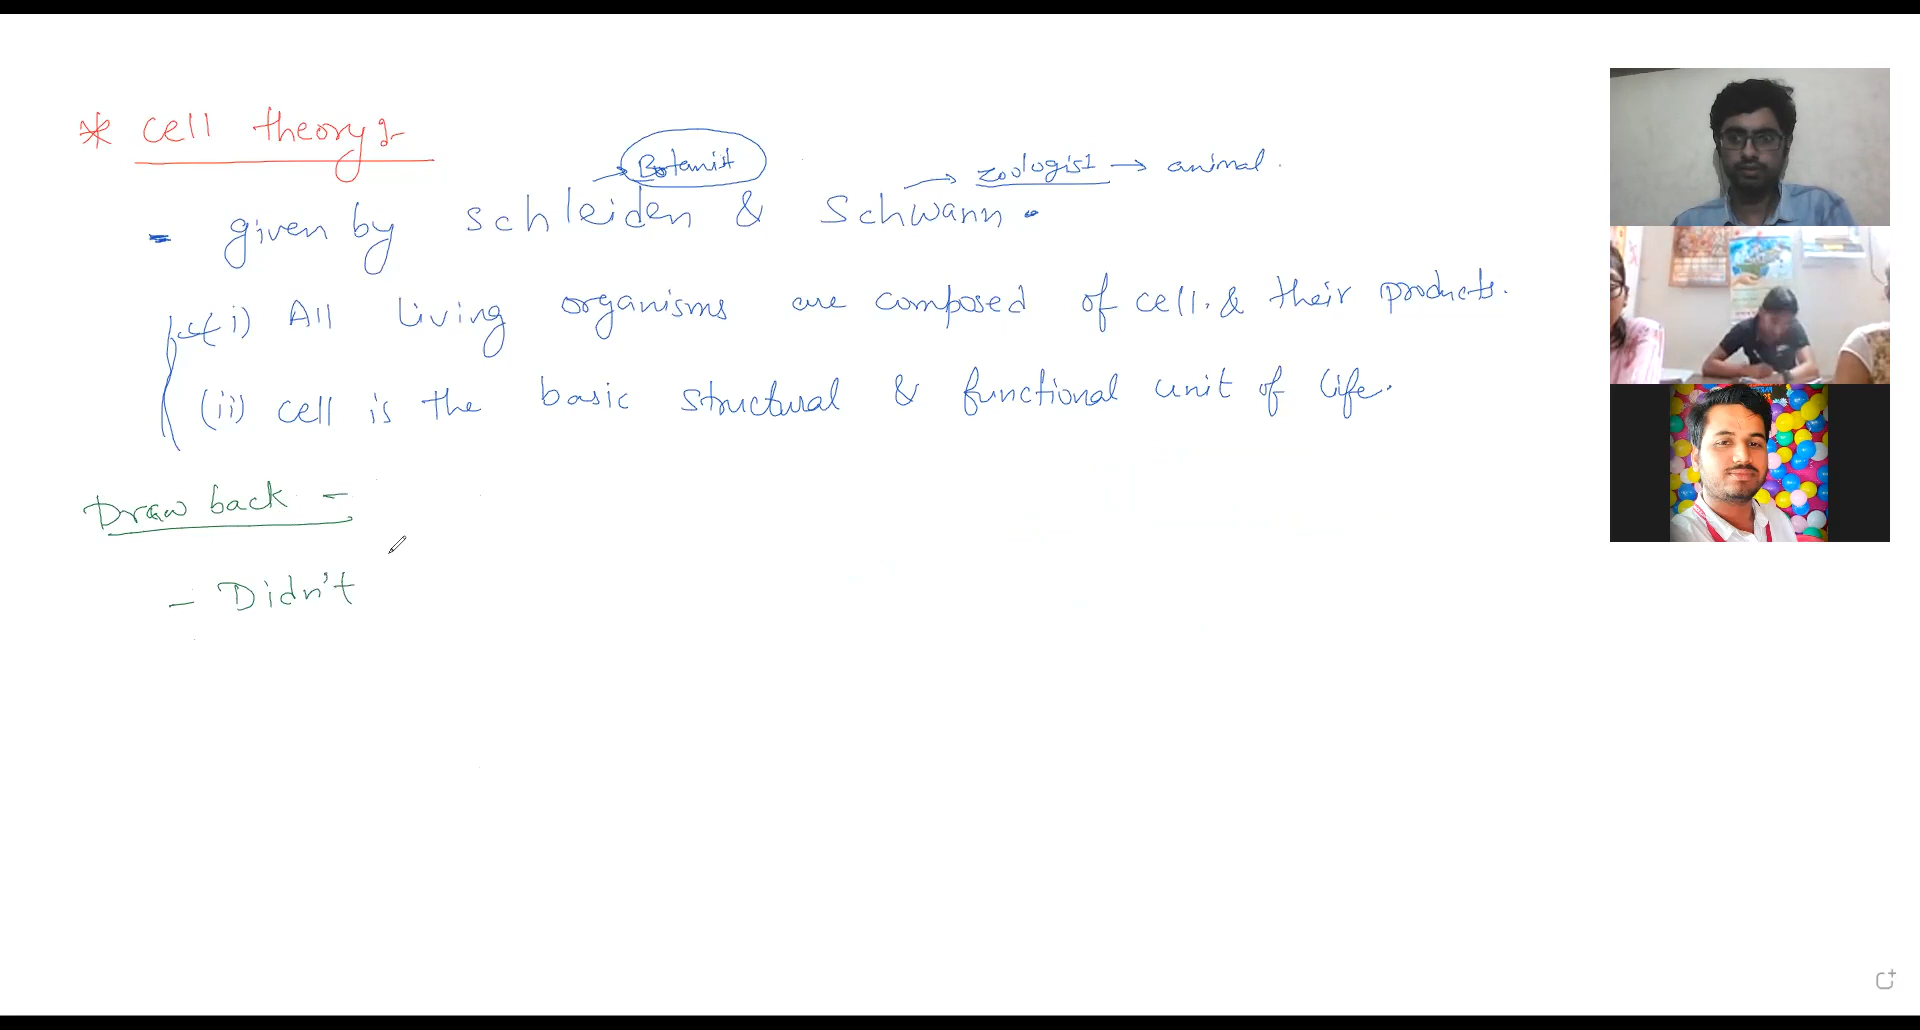 * Cell theory:-
Botanist
zoologist → animal.
- given by Schleiden & Schwann.
(i) All living organisms are composed of cell. & their products.
(ii) cell is the basic structural & functional unit of life.
Draw back -
- Didn't